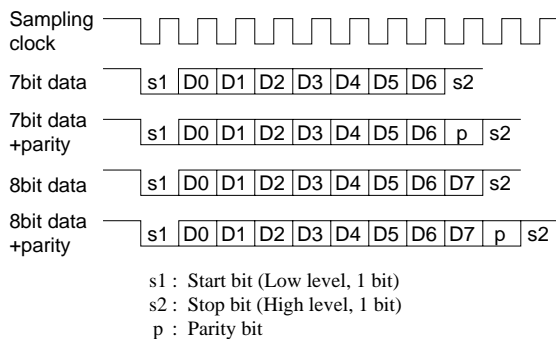 Sampling
clock
7bit data s1 D0 D1 D2 D3 D4 D5 D6 s2
7bit data
+parity s1 D0 D1 D2 D3 D4 D5 D6 p s2
8bit data s1 D0 D1 D2 D3 D4 D5 D6 D7 s2
8bit data
+parity s1 D0 D1 D2 D3 D4 D5 D6 D7 p s2
s1 : Start bit (Low level, 1 bit)
s2 : Stop bit (High level, 1 bit)
p : Parity bit